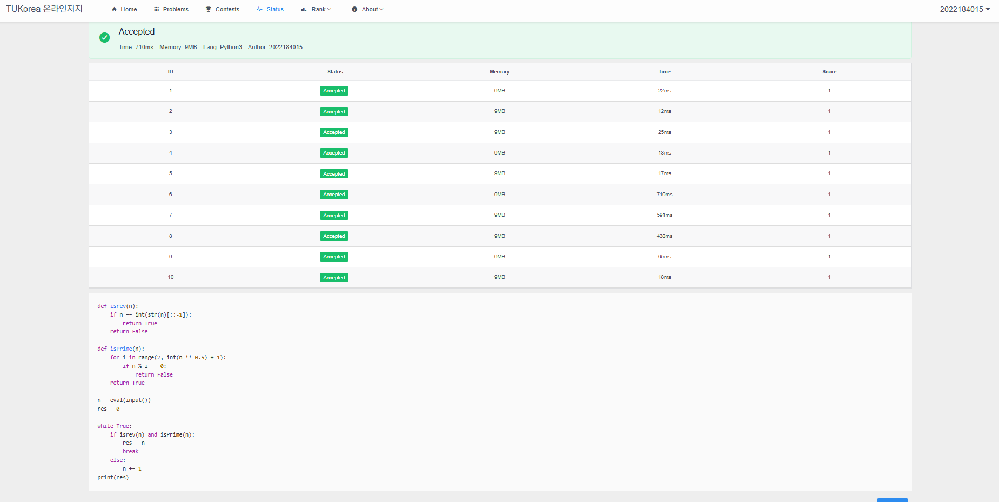 TUKorea 온라인저지 Home Problems Contests Status Rank About 2022184015
Accepted
Time: 710ms Memory: 9MB Lang: Python3 Author: 2022184015
ID Status Memory Time Score
1 Accepted 9MB 22ms 1
2 Accepted 9MB 12ms 1
3 Accepted 9MB 25ms 1
4 Accepted 9MB 18ms 1
5 Accepted 9MB 17ms 1
6 Accepted 9MB 710ms 1
7 Accepted 9MB 591ms 1
8 Accepted 9MB 438ms 1
9 Accepted 9MB 65ms 1
10 Accepted 9MB 18ms 1
def isrev(n):
    if n == int(str(n)[::-1]):
        return True
    return False
def isPrime(n):
    for i in range(2, int(n ** 0.5) + 1):
        if n % i == 0:
            return False
    return True
n = eval(input())
res = 0
while True:
    if isrev(n) and isPrime(n):
        res = n
        break
    else:
        n += 1
print(res)